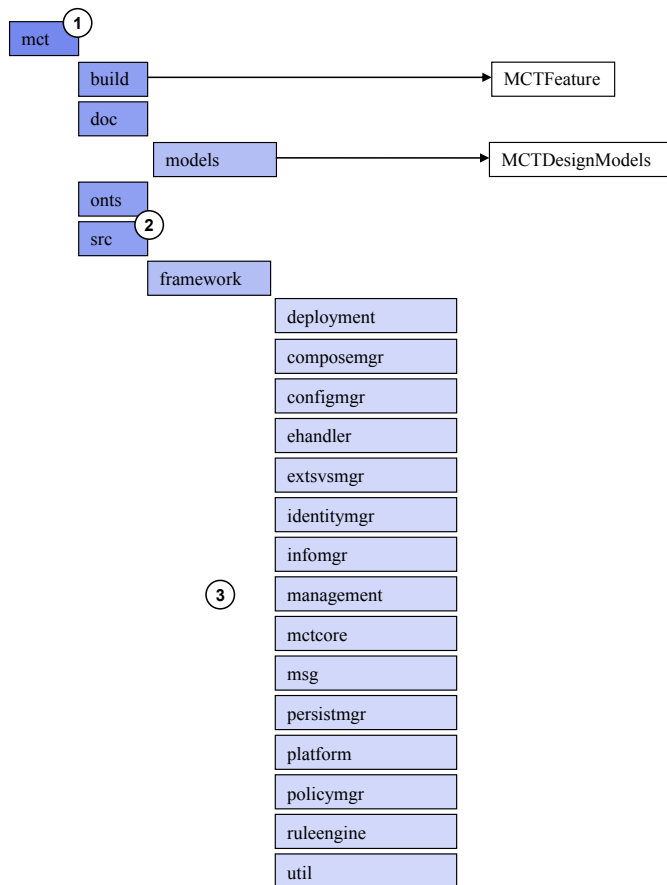 1
mct
build
MCTFeature
doc
models
MCTDesignModels
onts
2
src
framework
deployment
composemgr
configmgr
ehandler
extsvsmgr
identitymgr
infomgr
3
management
mctcore
msg
persistmgr
platform
policymgr
ruleengine
util